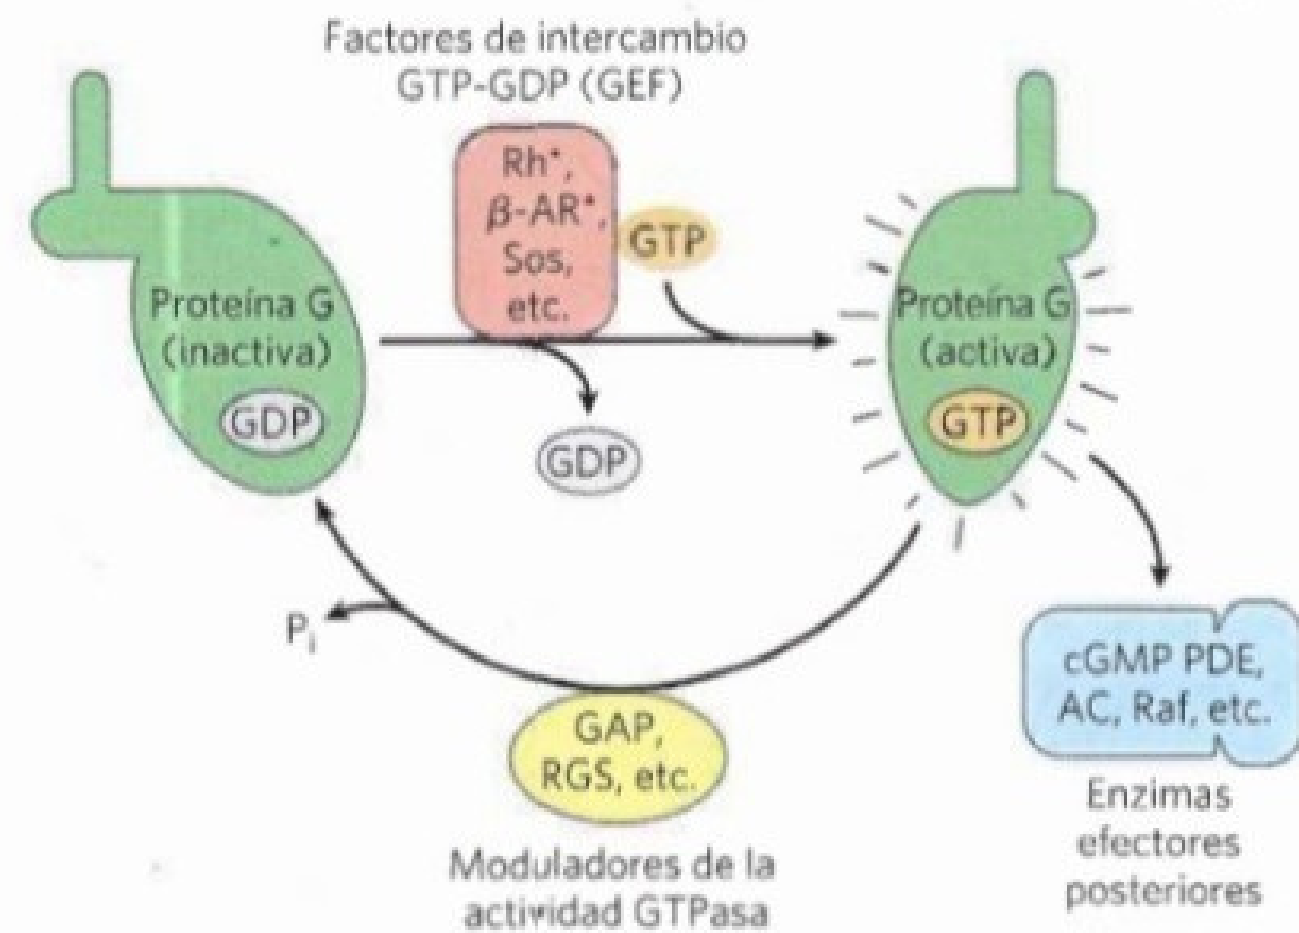 Factores de intercambio
GTP-GDP (GEF)
Rh*,
β-AR*,
Sos,
etc.
GTP
GDP
Proteína G
(inactiva)
GDP
Proteína G
(activa)
GTP
Pi
GAP,
RGS, etc.
Moduladores de la
actividad GTPasa
cGMP PDE,
AC, Raf, etc.
Enzimas
efectores
posteriores